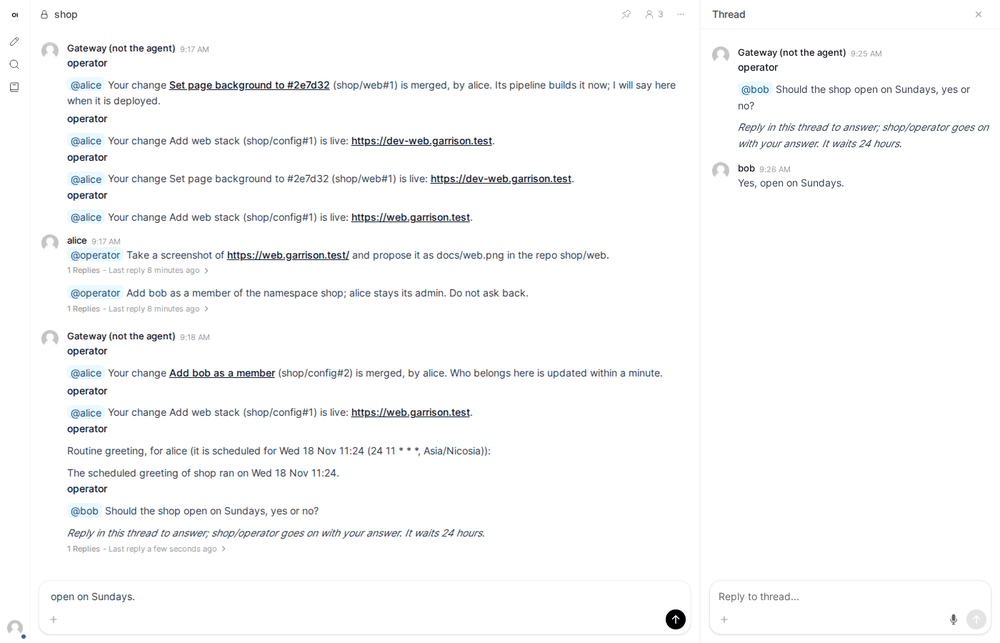 OI
shop
3
Gateway (not the agent) 9:17 AM
operator
@alice Your change Set page background to #2e7d32 (shop/web#1) is merged, by alice. Its pipeline builds it now; I will say here
when it is deployed.
operator
@alice Your change Add web stack (shop/config#1) is live: https://dev-web.garrison.test.
operator
@alice Your change Set page background to #2e7d32 (shop/web#1) is live: https://dev-web.garrison.test.
operator
@alice Your change Add web stack (shop/config#1) is live: https://web.garrison.test.
alice 9:17 AM
@operator Take a screenshot of https://web.garrison.test/ and propose it as docs/web.png in the repo shop/web.
1 Replies - Last reply 8 minutes ago
@operator Add bob as a member of the namespace shop; alice stays its admin. Do not ask back.
1 Replies - Last reply 8 minutes ago
Gateway (not the agent) 9:18 AM
operator
@alice Your change Add bob as a member (shop/config#2) is merged, by alice. Who belongs here is updated within a minute.
operator
@alice Your change Add web stack (shop/config#1) is live: https://web.garrison.test.
operator
Routine greeting, for alice (it is scheduled for Wed 18 Nov 11:24 (24 11 * * *, Asia/Nicosia)):
The scheduled greeting of shop ran on Wed 18 Nov 11:24.
operator
@bob Should the shop open on Sundays, yes or no?
Reply in this thread to answer; shop/operator goes on with your answer. It waits 24 hours.
1 Replies - Last reply a few seconds ago
open on Sundays.
Thread
Gateway (not the agent) 9:25 AM
operator
@bob Should the shop open on Sundays, yes or
no?
Reply in this thread to answer; shop/operator goes on
with your answer. It waits 24 hours.
bob 9:26 AM
Yes, open on Sundays.
Reply to thread...